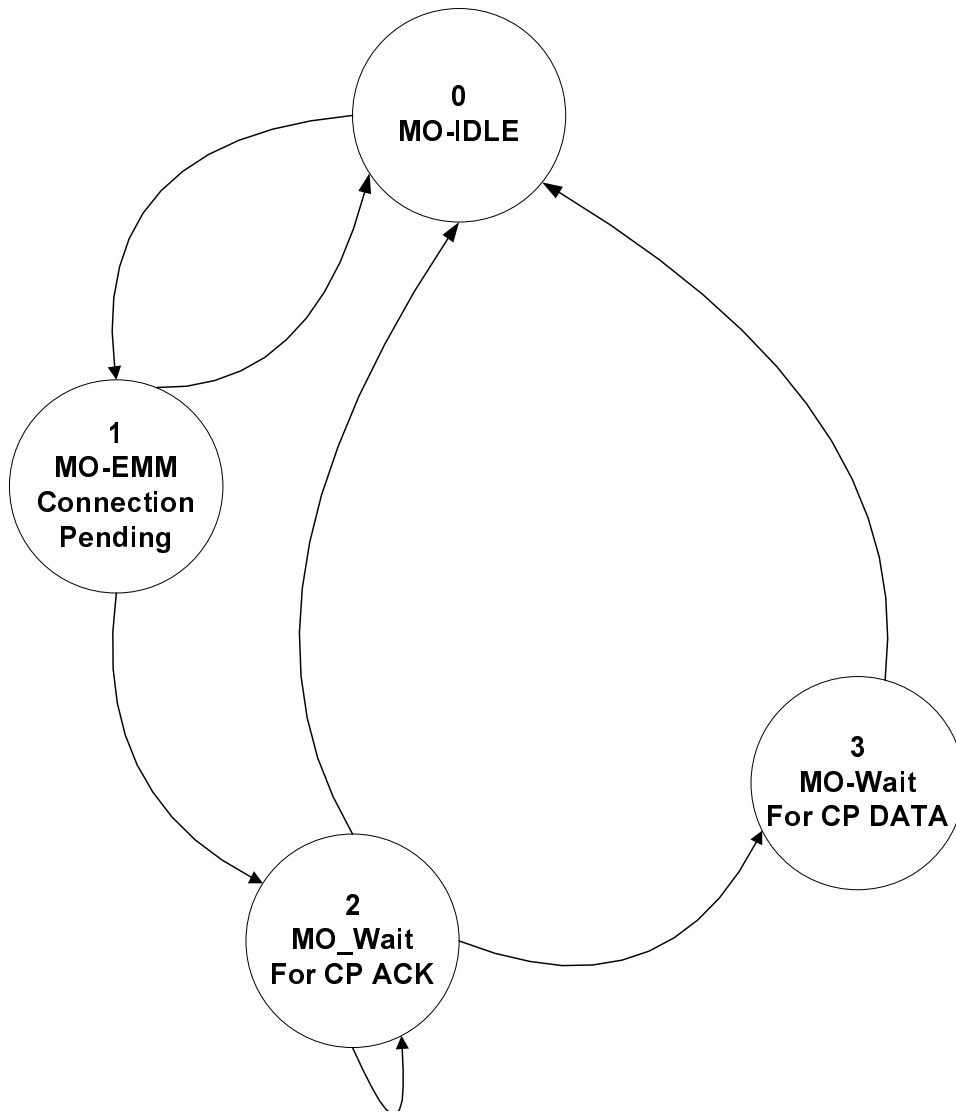 0
MO-IDLE
1
MO-EMM
Connection
Pending
3
MO-Wait
For CP DATA
2
MO_Wait
For CP ACK